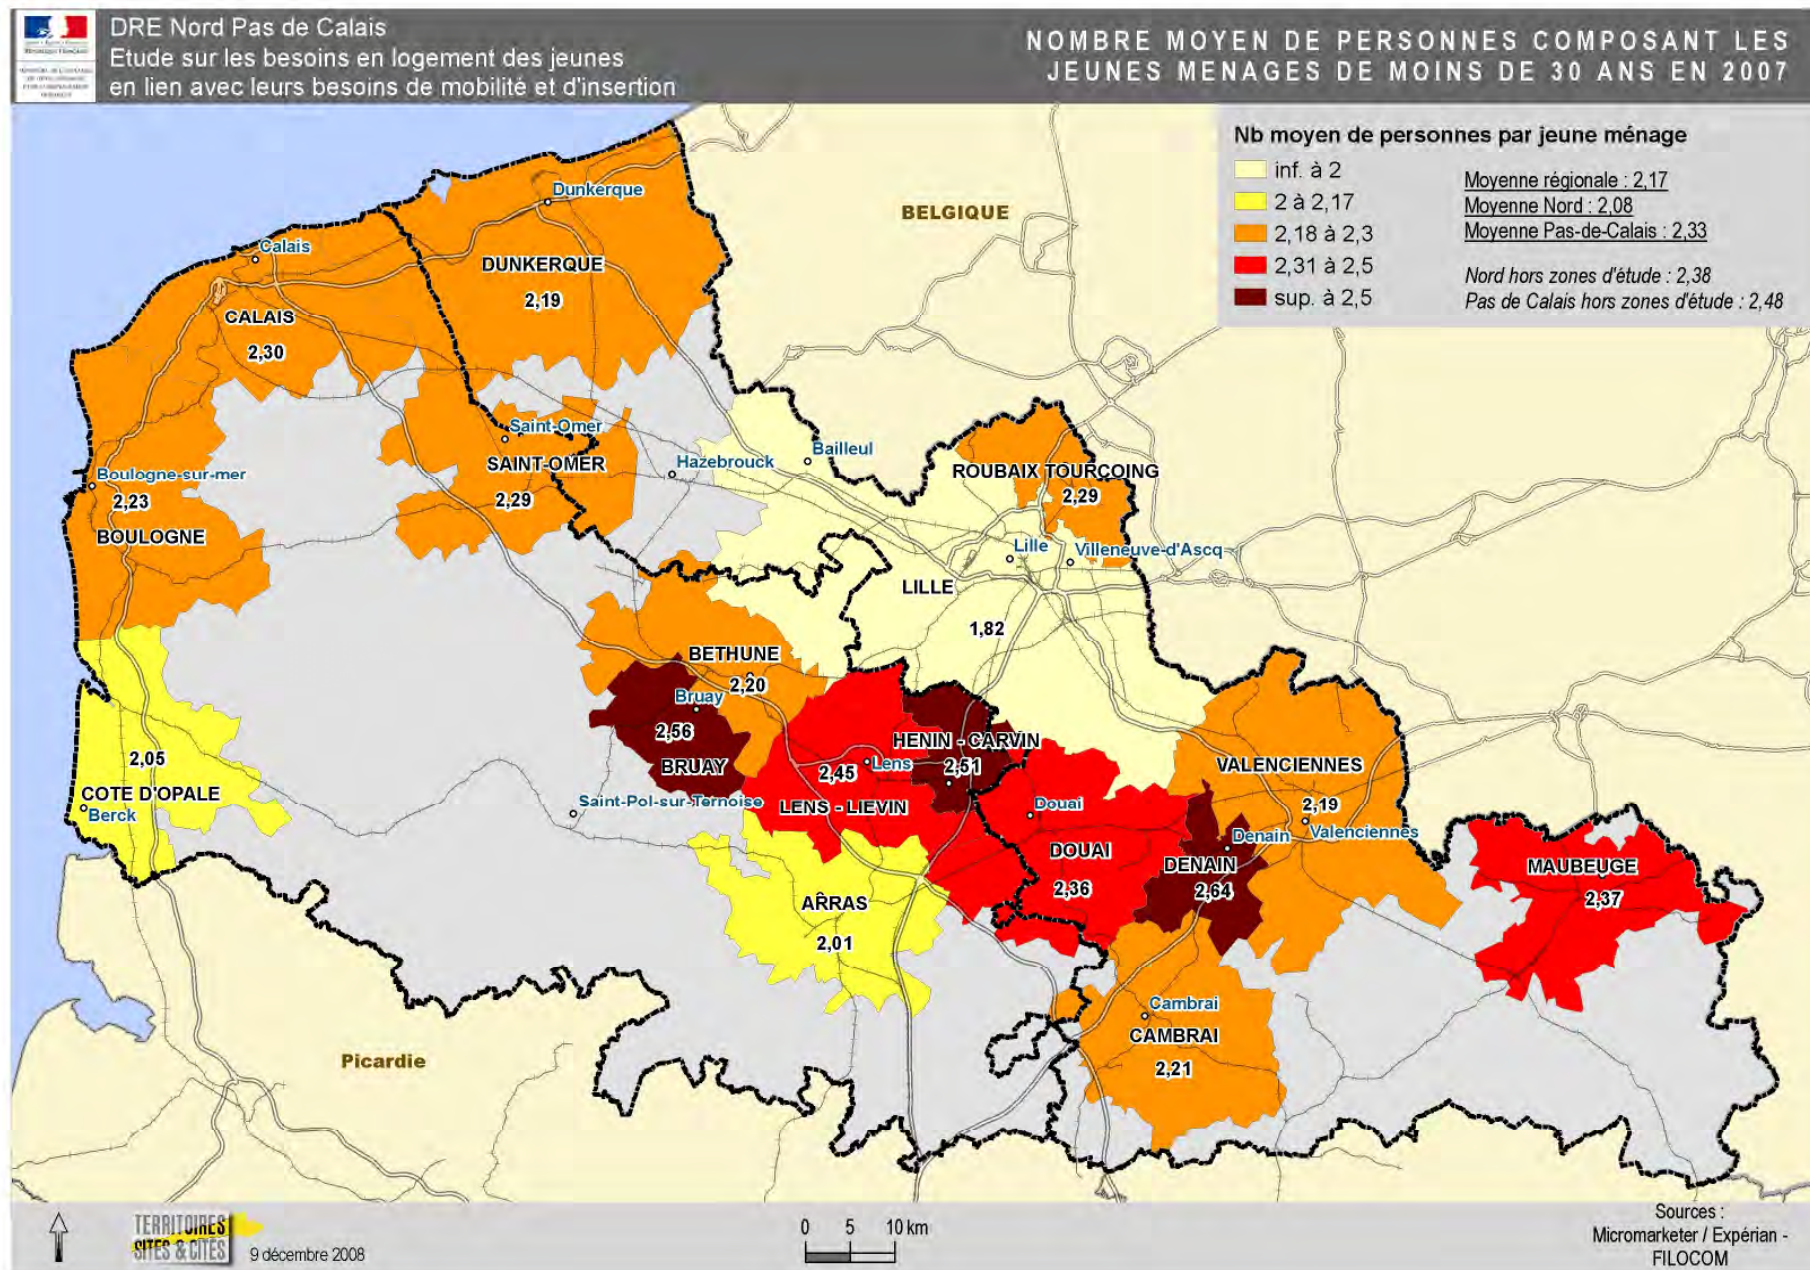 DRE Nord Pas de Calais
Etude sur les besoins en logement des jeunes
en lien avec leurs besoins de mobilité et d'insertion
NOMBRE MOYEN DE PERSONNES COMPOSANT LES
JEUNES MENAGES DE MOINS DE 30 ANS EN 2007
Nb moyen de personnes par jeune ménage
inf. à 2
2 à 2,17
2,18 à 2,3
2,31 à 2,5
sup. à 2,5
Moyenne régionale : 2,17
Moyenne Nord : 2,08
Moyenne Pas-de-Calais : 2,33
Nord hors zones d'étude : 2,38
Pas de Calais hors zones d'étude : 2,48
BELGIQUE
Dunkerque
Calais
DUNKERQUE
2,19
CALAIS
2,30
Saint-Omer
SAINT-OMER
2,29
Hazebrouck
Bailleul
ROUBAIX TOURCOING
2,29
Boulogne-sur-mer
2,23
BOULOGNE
Lille
Villeneuve-d'Ascq
LILLE
1,82
BETHUNE
2,20
Bruay
2,56
BRUAY
HENIN - CARVIN
2,51
Lens
2,45
LENS - LIEVIN
2,05
COTE D'OPALE
Berck
Saint-Pol-sur-Ternoise
Douai
DOUAI
2,36
VALENCIENNES
2,19
Valenciennes
Denain
DENAIN
2,64
MAUBEUGE
2,37
ARRAS
2,01
Cambrai
CAMBRAI
2,21
Picardie
TERRITOIRES
SITES & CITÉS
9 décembre 2008
0 5 10 km
Sources :
Micromarketer / Expérian -
FILOCOM